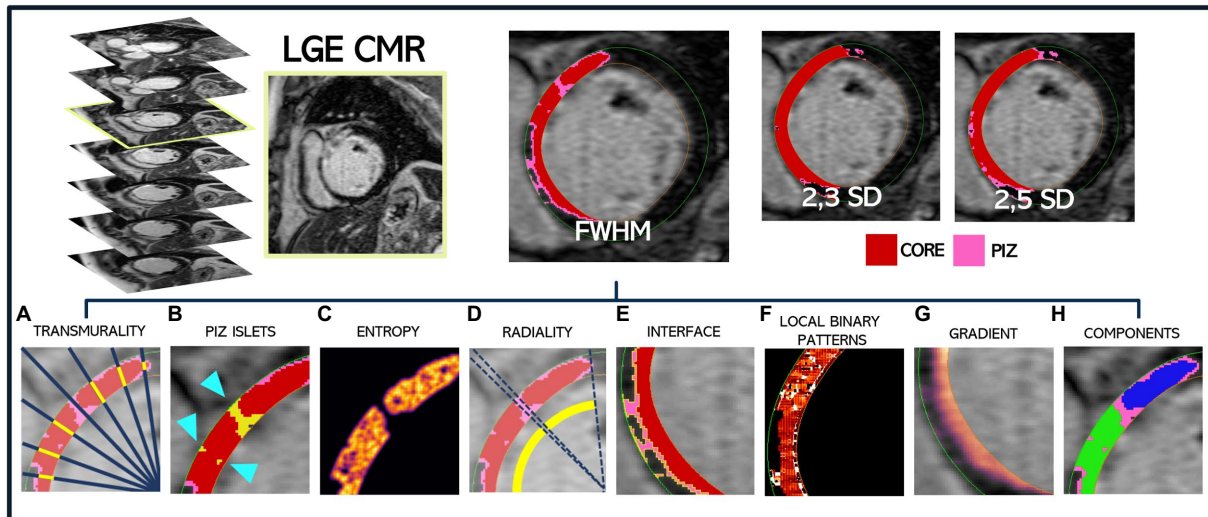 LGE CMR
FWHM
2,3 SD
2,5 SD
CORE
PIZ
A
TRANSMURALITY
B
PIZ ISLETS
C
ENTROPY
D
RADIALITY
E
INTERFACE
F
LOCAL BINARY
PATTERNS
G
GRADIENT
H
COMPONENTS